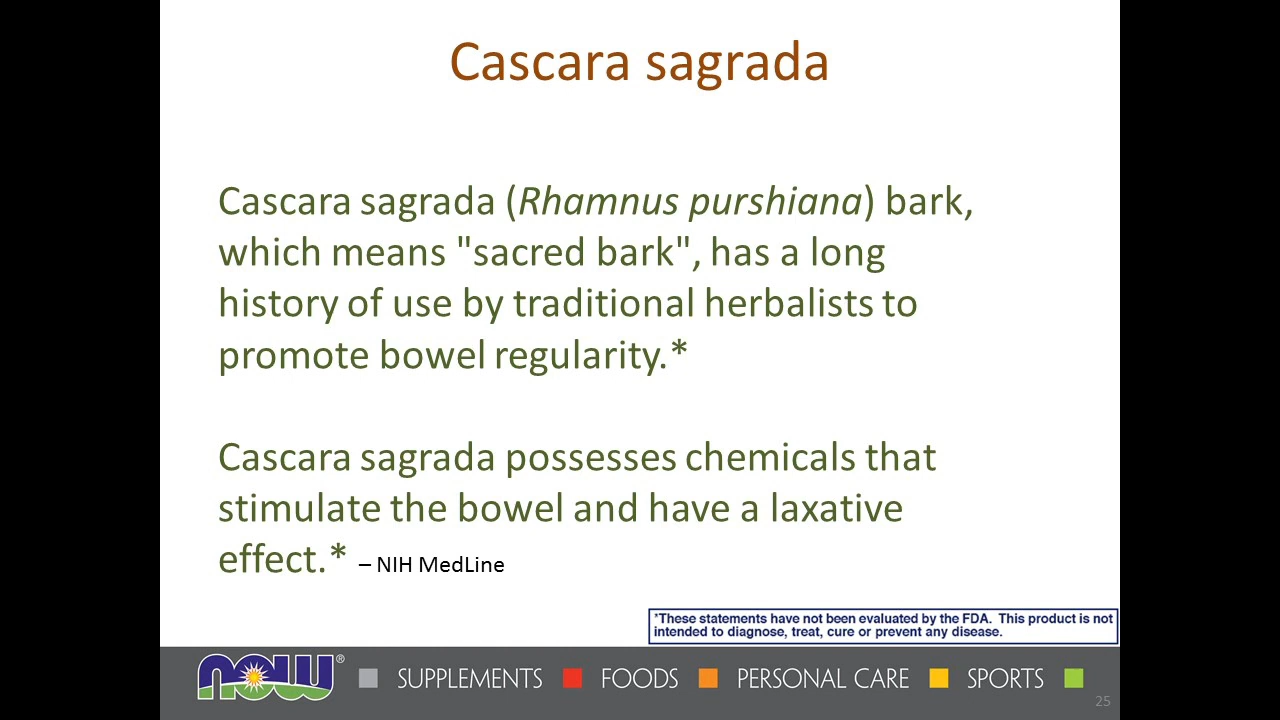 Cascara sagrada
Cascara sagrada (Rhamnus purshiana) bark,
which means "sacred bark", has a long
history of use by traditional herbalists to
promote bowel regularity.*
Cascara sagrada possesses chemicals that
stimulate the bowel and have a laxative
effect.* – NIH MedLine
*These statements have not been evaluated by the FDA. This product is not
intended to diagnose, treat, cure or prevent any disease.
now® SUPPLEMENTS FOODS PERSONAL CARE SPORTS
25